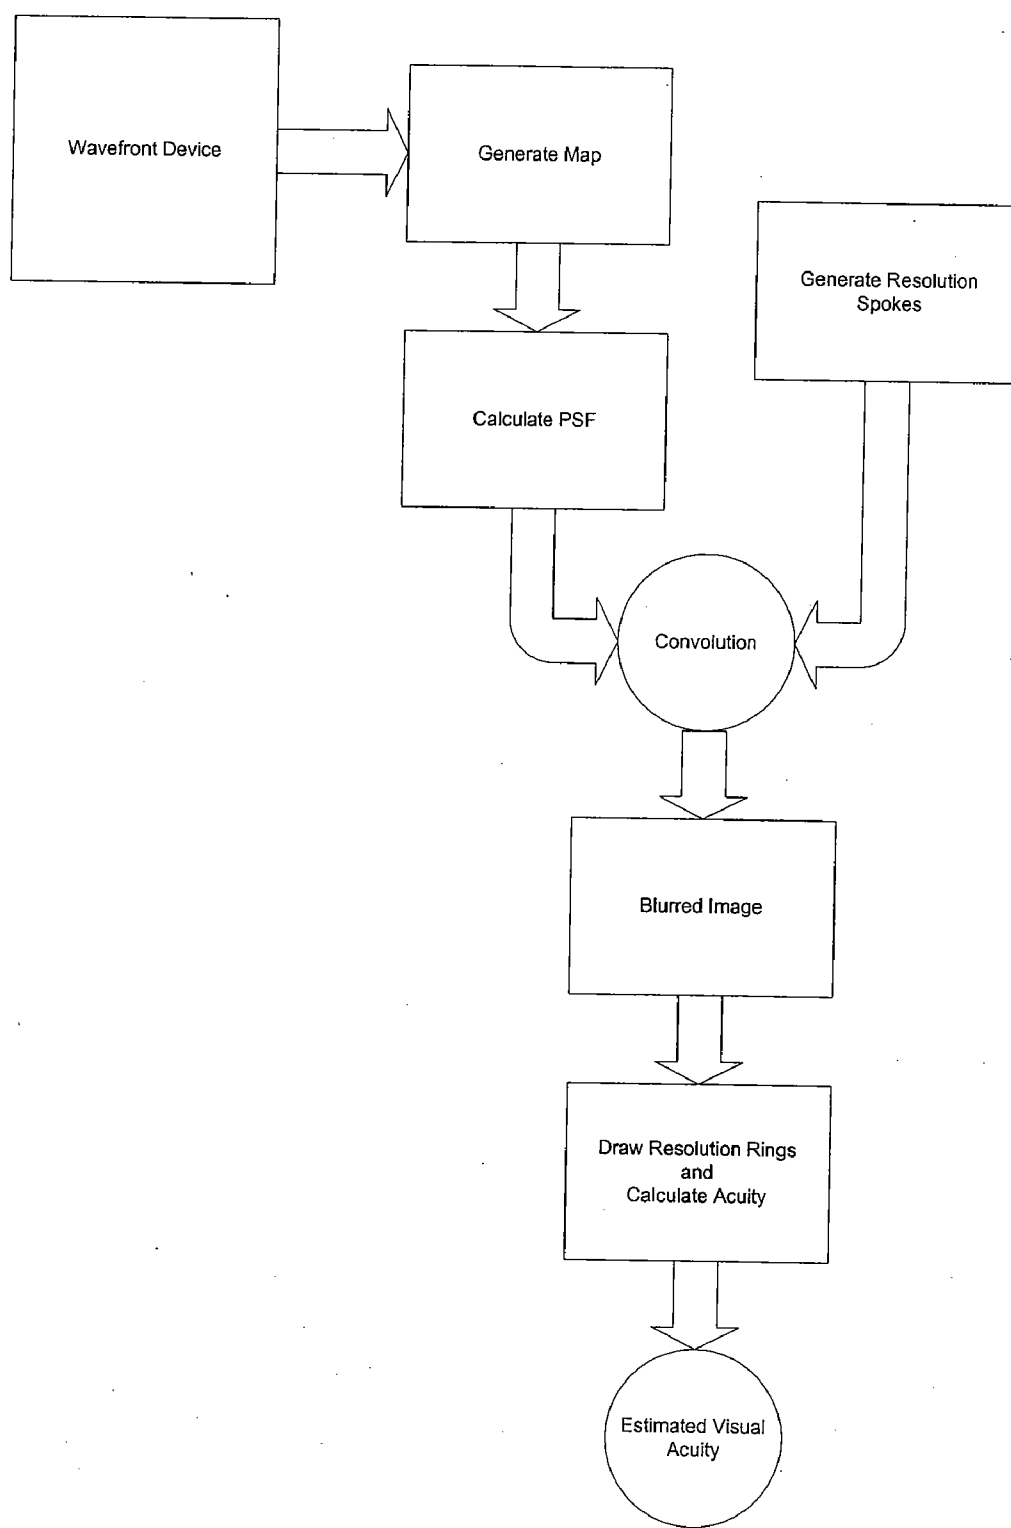 Wavefront Device
Generate Map
Generate Resolution
Spokes
Calculate PSF
Convolution
Blurred Image
Draw Resolution Rings
and
Calculate Acuity
Estimated Visual
Acuity